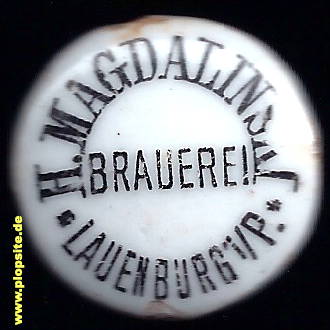 H. MAGDALINSKI
BRAUEREI
* LAUENBURG i/P. *
www.plopsite.de